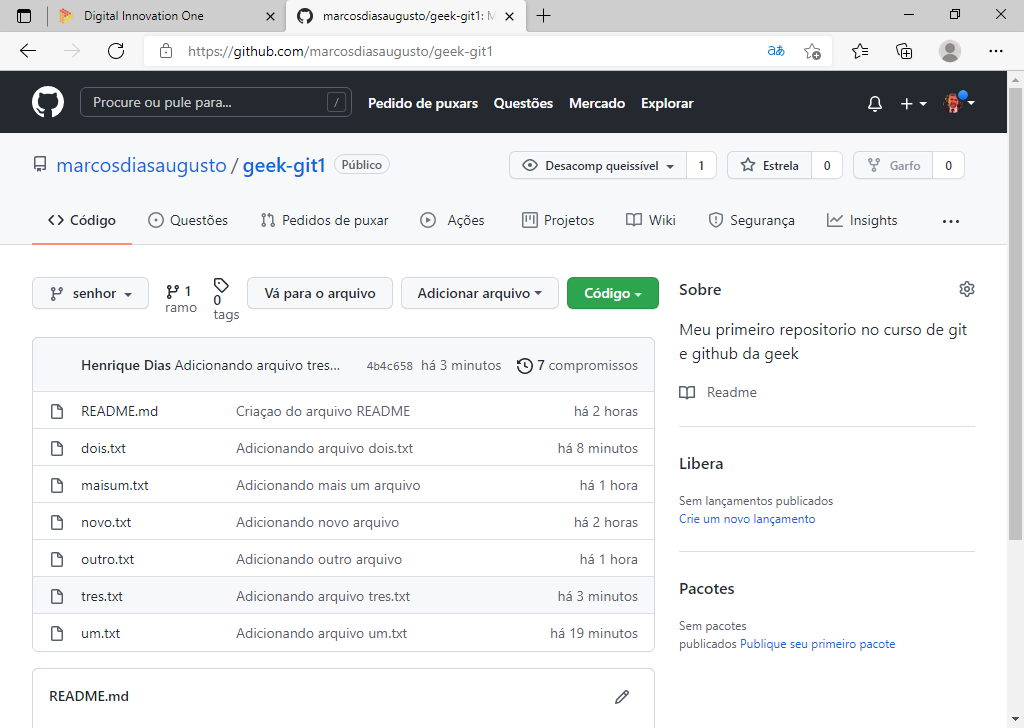 Digital Innovation One
marcosdiasaugusto/geek-git1: M
https://github.com/marcosdiasaugusto/geek-git1
aあ
Procure ou pule para...
/
Pedido de puxars
Questões
Mercado
Explorar
marcosdiasaugusto / geek-git1
Público
Desacomp queissível
1
Estrela
0
Garfo
0
Código
Questões
Pedidos de puxar
Ações
Projetos
Wiki
Segurança
Insights
senhor
1
ramo
0
tags
Vá para o arquivo
Adicionar arquivo
Código
Henrique Dias Adicionando arquivo tres...
4b4c658
há 3 minutos
7 compromissos
README.md
Criaçao do arquivo README
há 2 horas
dois.txt
Adicionando arquivo dois.txt
há 8 minutos
maisum.txt
Adicionando mais um arquivo
há 1 hora
novo.txt
Adicionando novo arquivo
há 2 horas
outro.txt
Adicionando outro arquivo
há 1 hora
tres.txt
Adicionando arquivo tres.txt
há 3 minutos
um.txt
Adicionando arquivo um.txt
há 19 minutos
README.md
Sobre
Meu primeiro repositorio no curso de git
e github da geek
Readme
Libera
Sem lançamentos publicados
Crie um novo lançamento
Pacotes
Sem pacotes
publicados Publique seu primeiro pacote